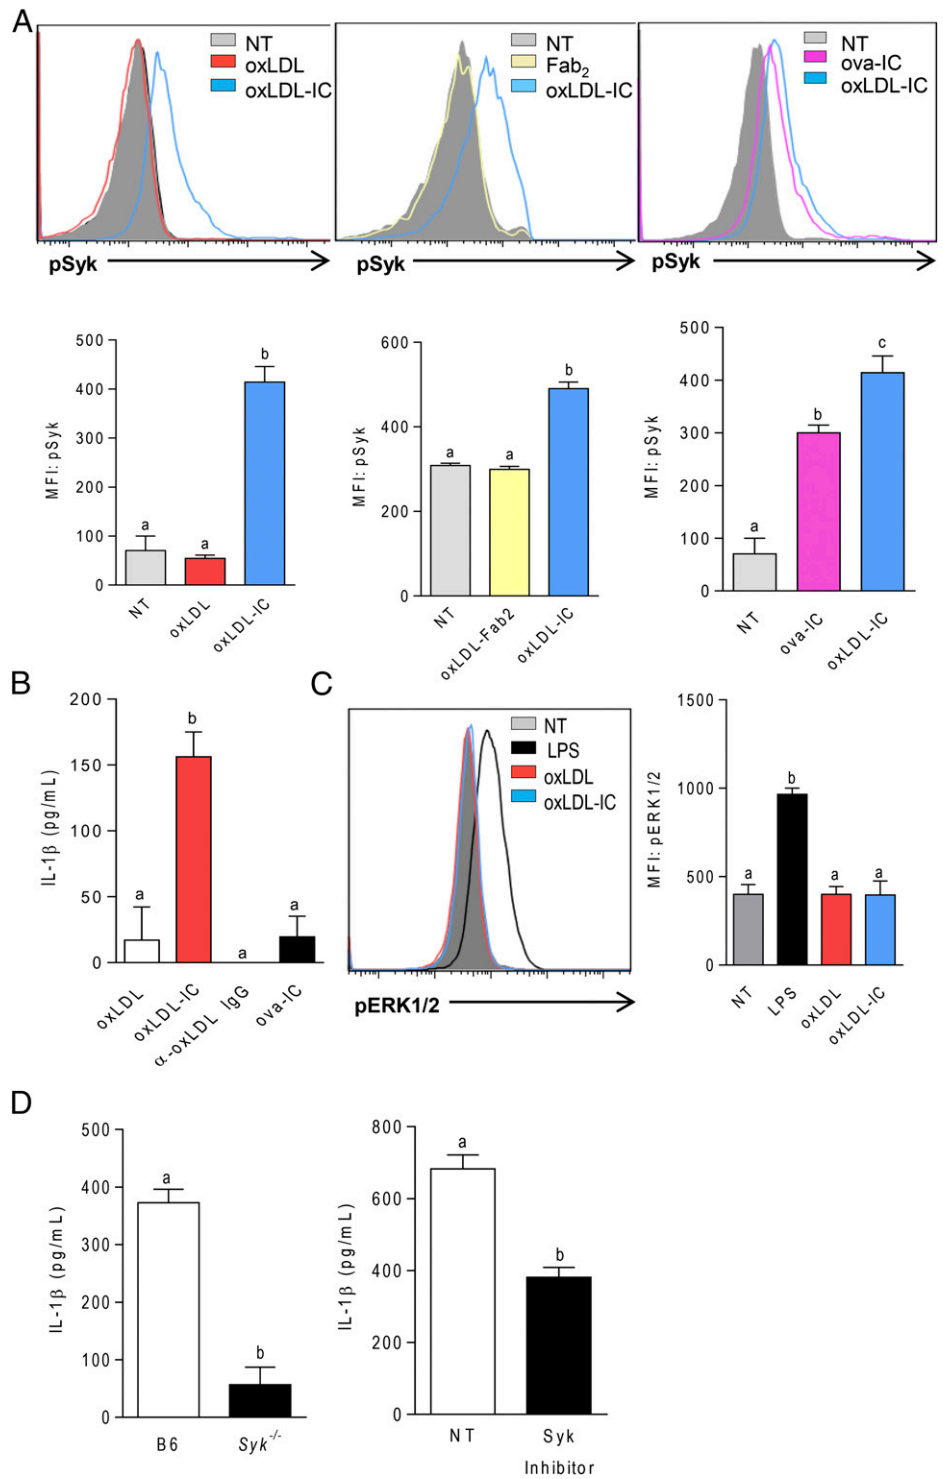 A
NT
oxLDL
oxLDL-IC
pSyk
NT
Fab2
oxLDL-IC
pSyk
NT
ova-IC
oxLDL-IC
pSyk
MFI: pSyk
500
400
300
200
100
0
a
a
b
NT
oxLDL
oxLDL-IC
MFI: pSyk
600
400
200
0
a
a
b
NT
oxLDL-Fab2
oxLDL-IC
MFI: pSyk
500
400
300
200
100
0
a
b
c
NT
ova-IC
oxLDL-IC
B
IL-1β (pg/mL)
200
150
100
50
0
a
b
a
a
oxLDL
oxLDL-IC
α-oxLDL IgG
ova-IC
C
NT
LPS
oxLDL
oxLDL-IC
pERK1/2
MFI: pERK1/2
1500
1000
500
0
a
b
a
a
NT
LPS
oxLDL
oxLDL-IC
D
IL-1β (pg/mL)
500
400
300
200
100
0
a
b
B6
Syk-/-
IL-1β (pg/mL)
800
600
400
200
0
a
b
NT
Syk
Inhibitor